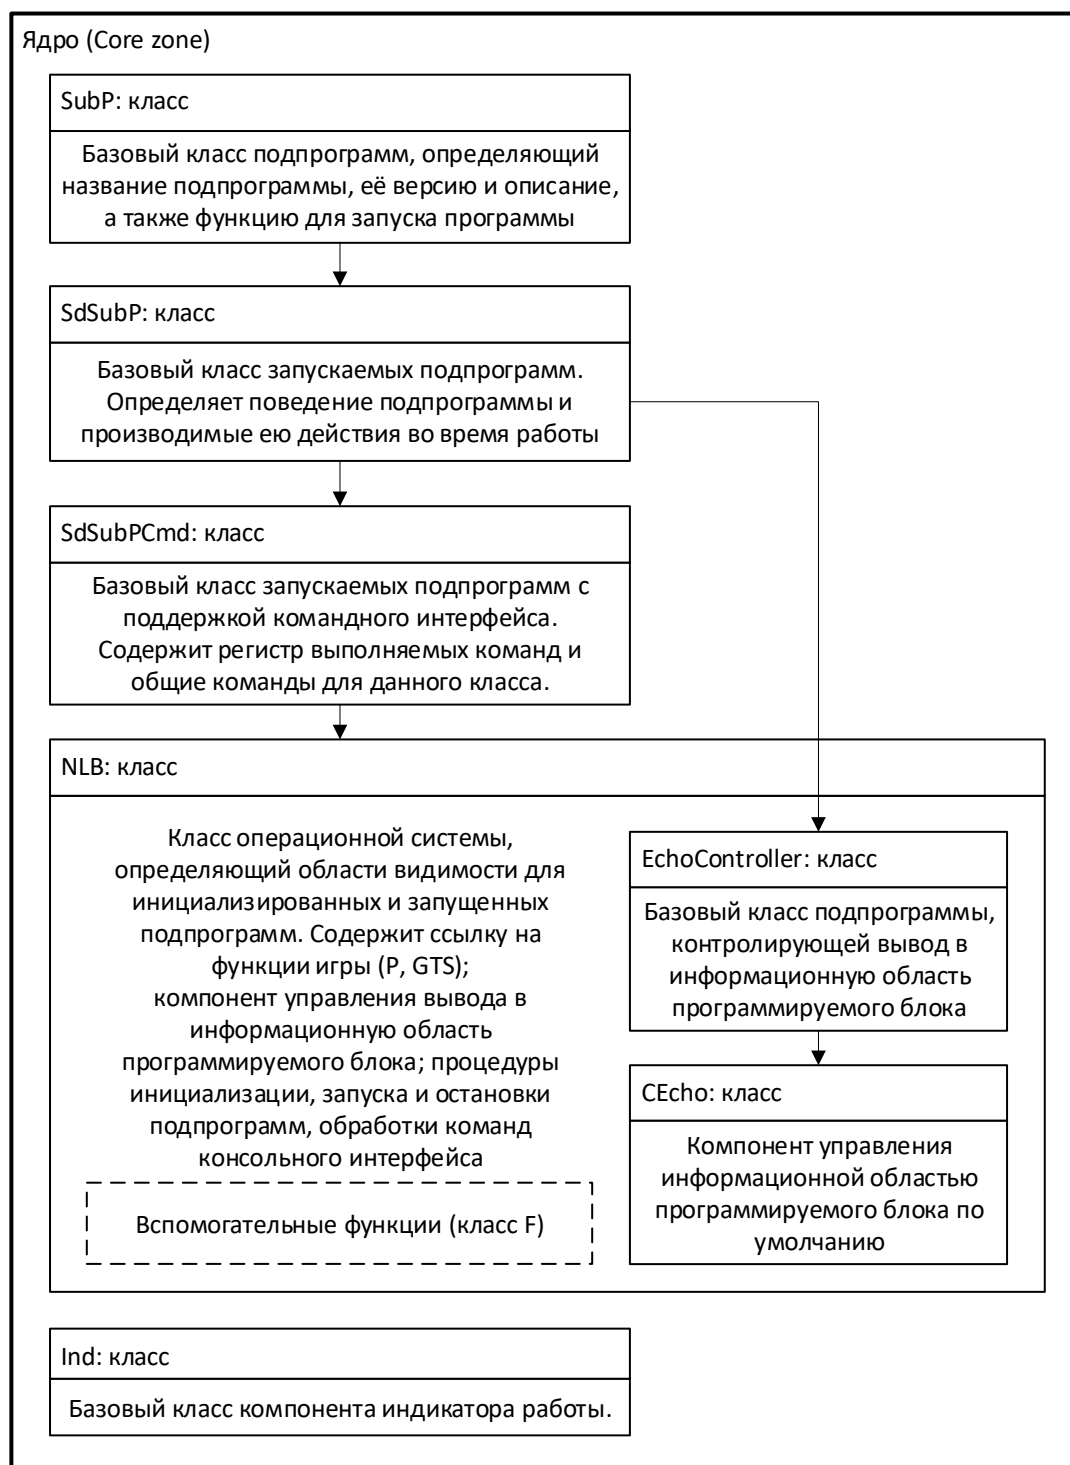 Ядро (Core zone)
SubP: класс
Базовый класс подпрограмм, определяющий
название подпрограммы, её версию и описание,
а также функцию для запуска программы
SdSubP: класс
Базовый класс запускаемых подпрограмм.
Определяет поведение подпрограммы и
производимые ею действия во время работы
SdSubPCmd: класс
Базовый класс запускаемых подпрограмм с
поддержкой командного интерфейса.
Содержит регистр выполняемых команд и
общие команды для данного класса.
NLB: класс
Класс операционной системы,
определяющий области видимости для
инициализированных и запущенных
подпрограмм. Содержит ссылку на
функции игры (P, GTS);
компонент управления вывода в
информационную область
программируемого блока; процедуры
инициализации, запуска и остановки
подпрограмм, обработки команд
консольного интерфейса
Вспомогательные функции (класс F)
EchoController: класс
Базовый класс подпрограммы,
контролирующей вывод в
информационную область
программируемого блока
CEcho: класс
Компонент управления
информационной областью
программируемого блока по
умолчанию
Ind: класс
Базовый класс компонента индикатора работы.